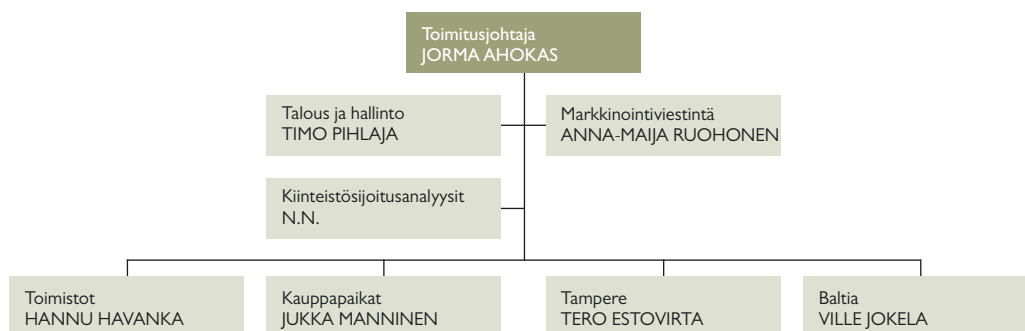 Toimitusjohtaja
JORMA AHOKAS
Talous ja hallinto
TIMO PIHLAJA
Markkinointiviestintä
ANNA-MAIJA RUOHONEN
Kiinteistösijoitusanalyysit
N.N.
Toimistot
HANNU HAVANKA
Kauppapaikat
JUKKA MANNINEN
Tampere
TERO ESTOVIRTA
Baltia
VILLE JOKELA